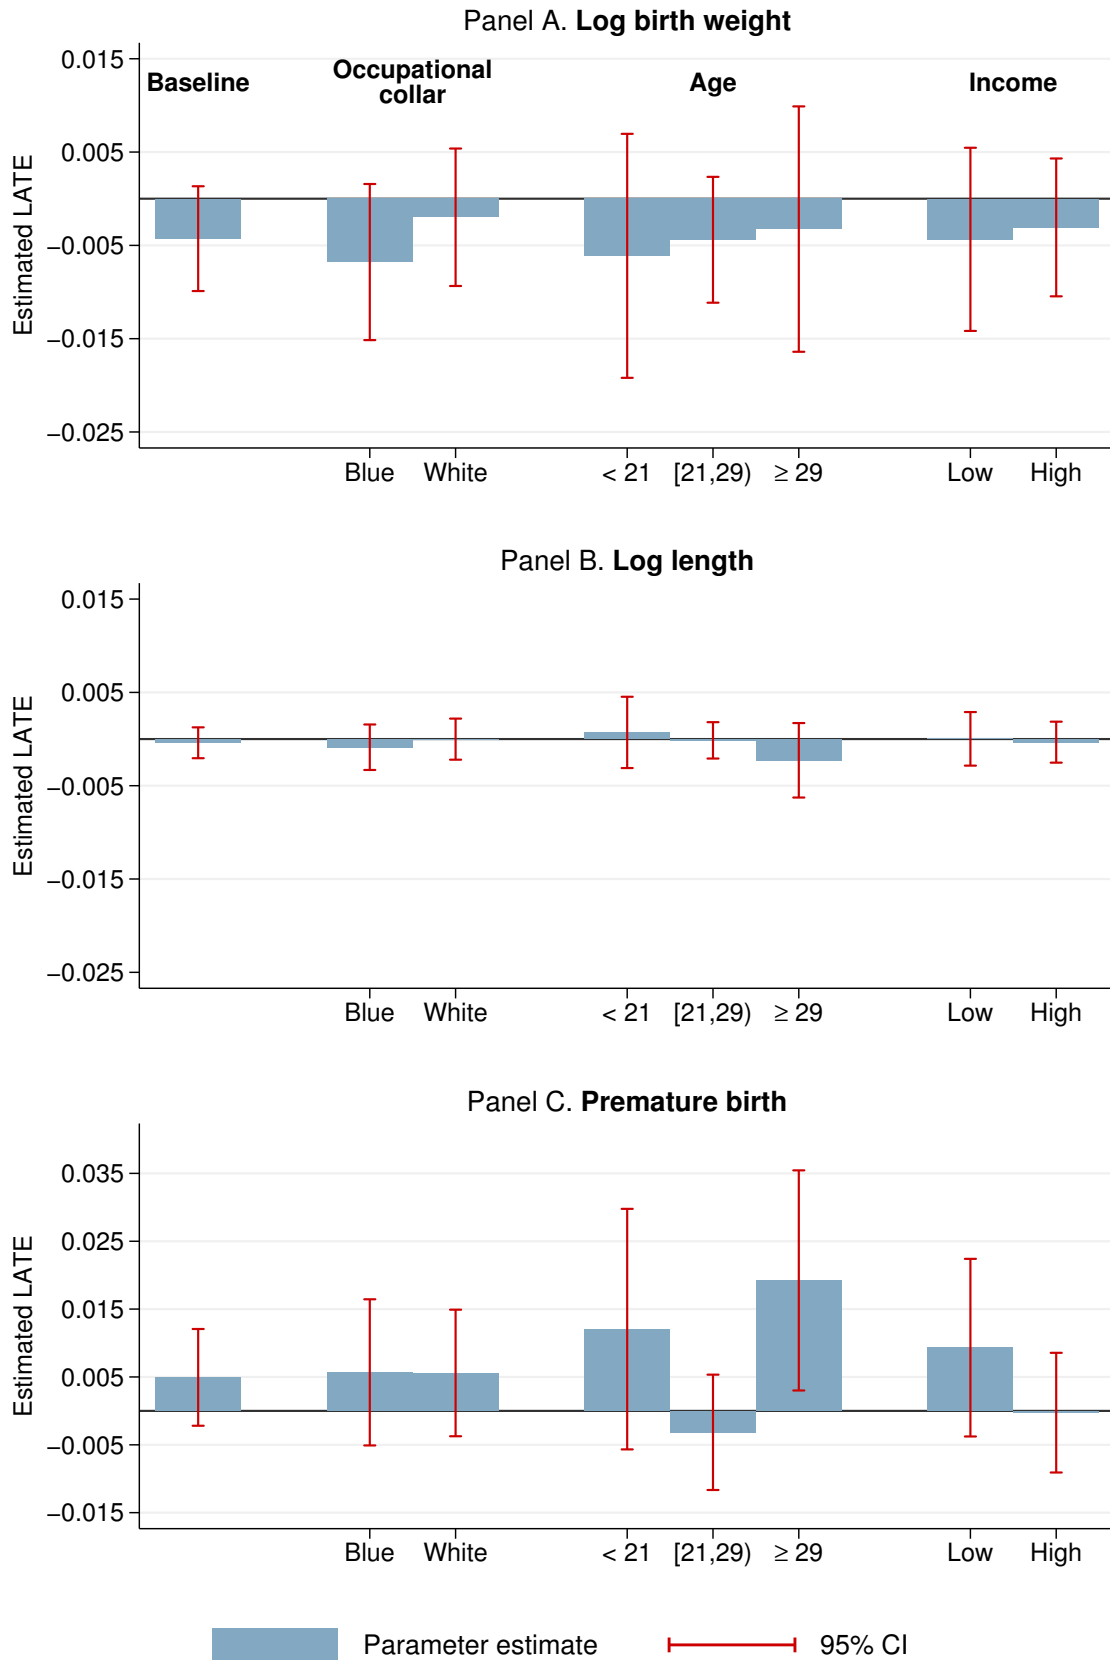 Panel A. Log birth weight
Estimated LATE
0.015
0.005
−0.005
−0.015
−0.025
Baseline
Occupational
collar
Age
Income
Blue White < 21 [21,29) ≥ 29 Low High
Panel B. Log length
Estimated LATE
0.015
0.005
−0.005
−0.015
−0.025
Blue White < 21 [21,29) ≥ 29 Low High
Panel C. Premature birth
Estimated LATE
0.035
0.025
0.015
0.005
−0.005
−0.015
Blue White < 21 [21,29) ≥ 29 Low High
Parameter estimate 95% CI